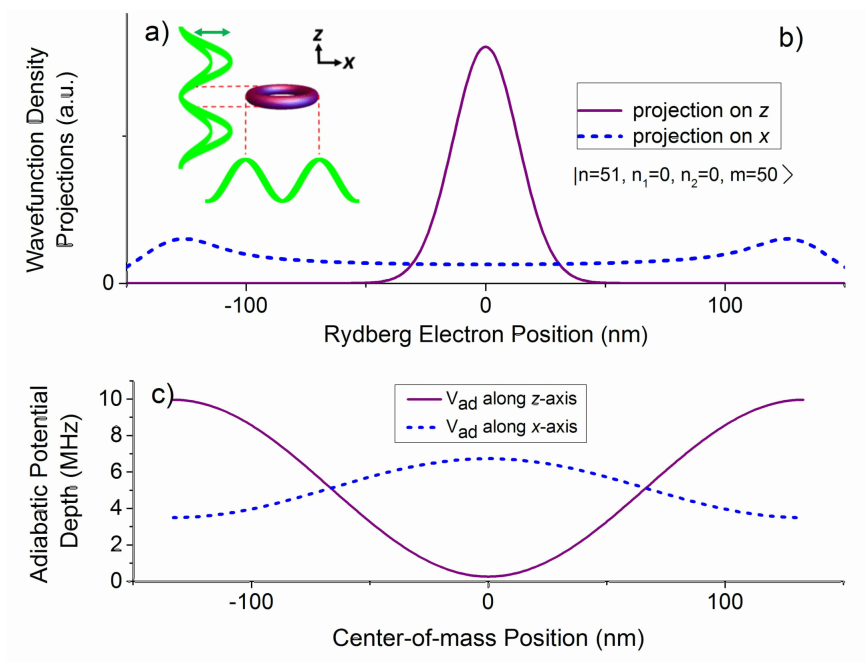 a)
z
x
b)
Wavefunction Density
Projections (a.u.)
projection on z
projection on x
|n=51, n₁=0, n₂=0, m=50 〉
0
-100
0
100
Rydberg Electron Position (nm)
c)
Adiabatic Potential
Depth (MHz)
10
8
6
4
2
0
V_ad along z-axis
V_ad along x-axis
-100
0
100
Center-of-mass Position (nm)